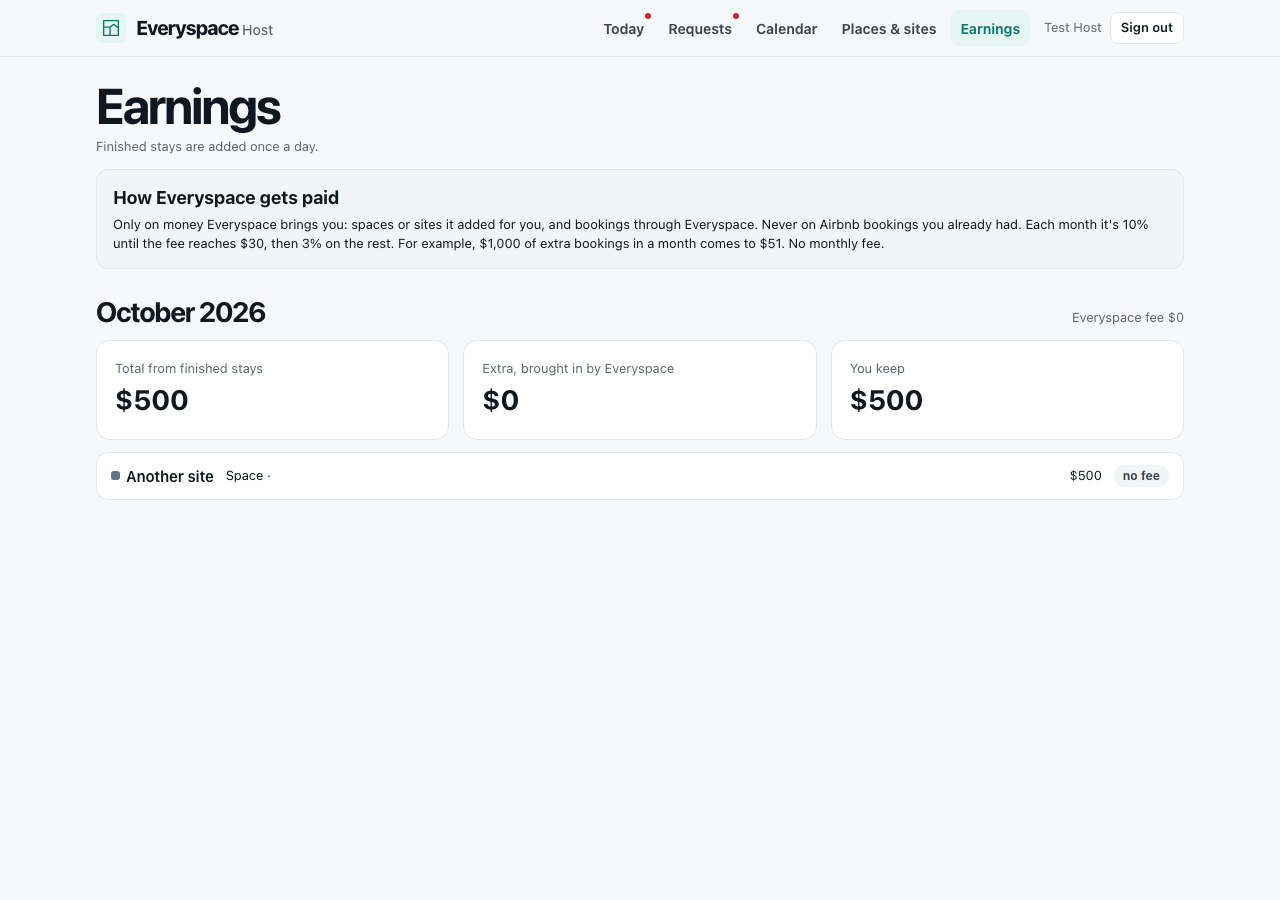 Everyspace Host
Today
Requests
Calendar
Places & sites
Earnings
Test Host
Sign out
Earnings
Finished stays are added once a day.
How Everyspace gets paid
Only on money Everyspace brings you: spaces or sites it added for you, and bookings through Everyspace. Never on Airbnb bookings you already had. Each month it's 10%
until the fee reaches $30, then 3% on the rest. For example, $1,000 of extra bookings in a month comes to $51. No monthly fee.
October 2026
Everyspace fee $0
Total from finished stays
$500
Extra, brought in by Everyspace
$0
You keep
$500
Another site Space · $500 no fee